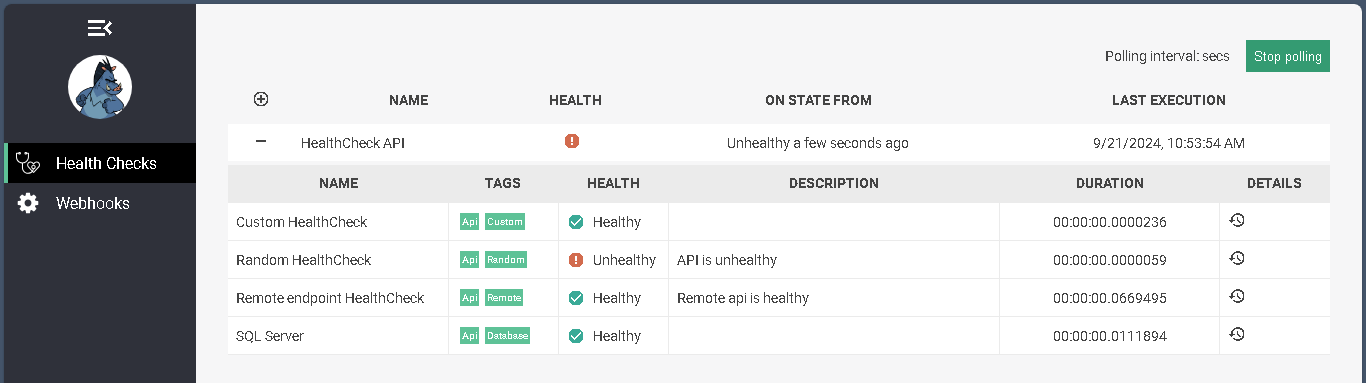 Polling interval: secs Stop polling
NAME HEALTH ON STATE FROM LAST EXECUTION
HealthCheck API Unhealthy a few seconds ago 9/21/2024, 10:53:54 AM
Health Checks
Webhooks
NAME TAGS HEALTH DESCRIPTION DURATION DETAILS
Custom HealthCheck Api Custom Healthy 00:00:00.0000236
Random HealthCheck Api Random Unhealthy API is unhealthy 00:00:00.0000059
Remote endpoint HealthCheck Api Remote Healthy Remote api is healthy 00:00:00.0669495
SQL Server Api Database Healthy 00:00:00.0111894